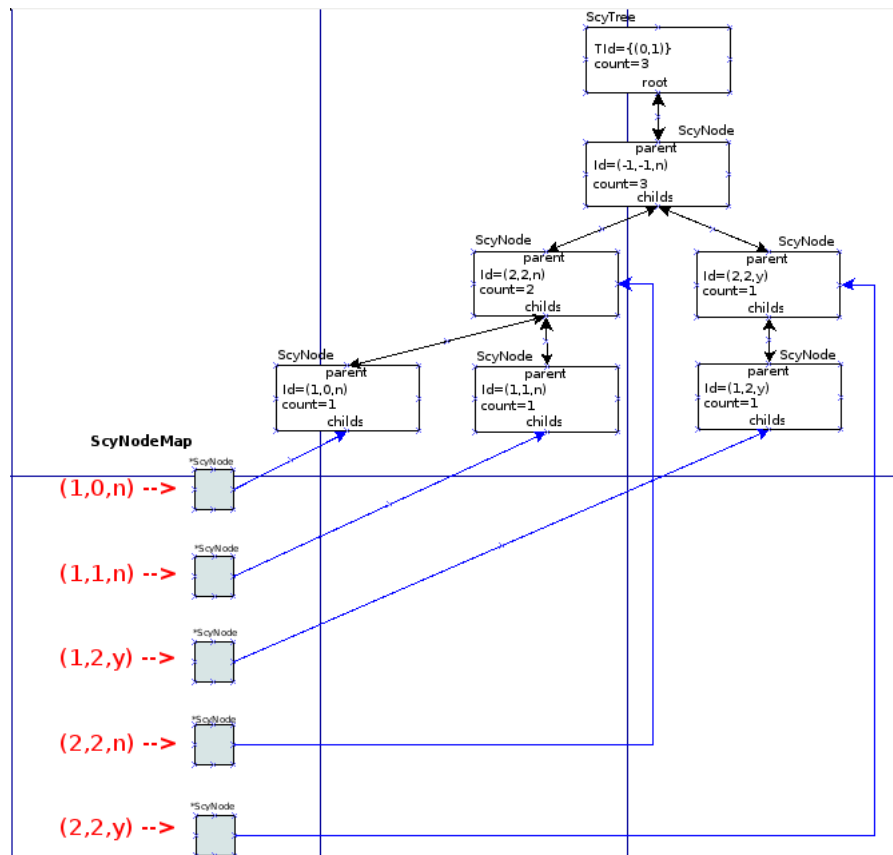 ScyTree
TId={(0,1)}
count=3
root
ScyNode
parent
Id=(-1,-1,n)
count=3
childs
ScyNode
parent
Id=(2,2,n)
count=2
childs
ScyNode
parent
Id=(2,2,y)
count=1
childs
ScyNode
parent
Id=(1,0,n)
count=1
childs
ScyNode
parent
Id=(1,1,n)
count=1
childs
ScyNode
parent
Id=(1,2,y)
count=1
childs
ScyNodeMap
*ScyNode
(1,0,n) -->
*ScyNode
(1,1,n) -->
*ScyNode
(1,2,y) -->
*ScyNode
(2,2,n) -->
*ScyNode
(2,2,y) -->